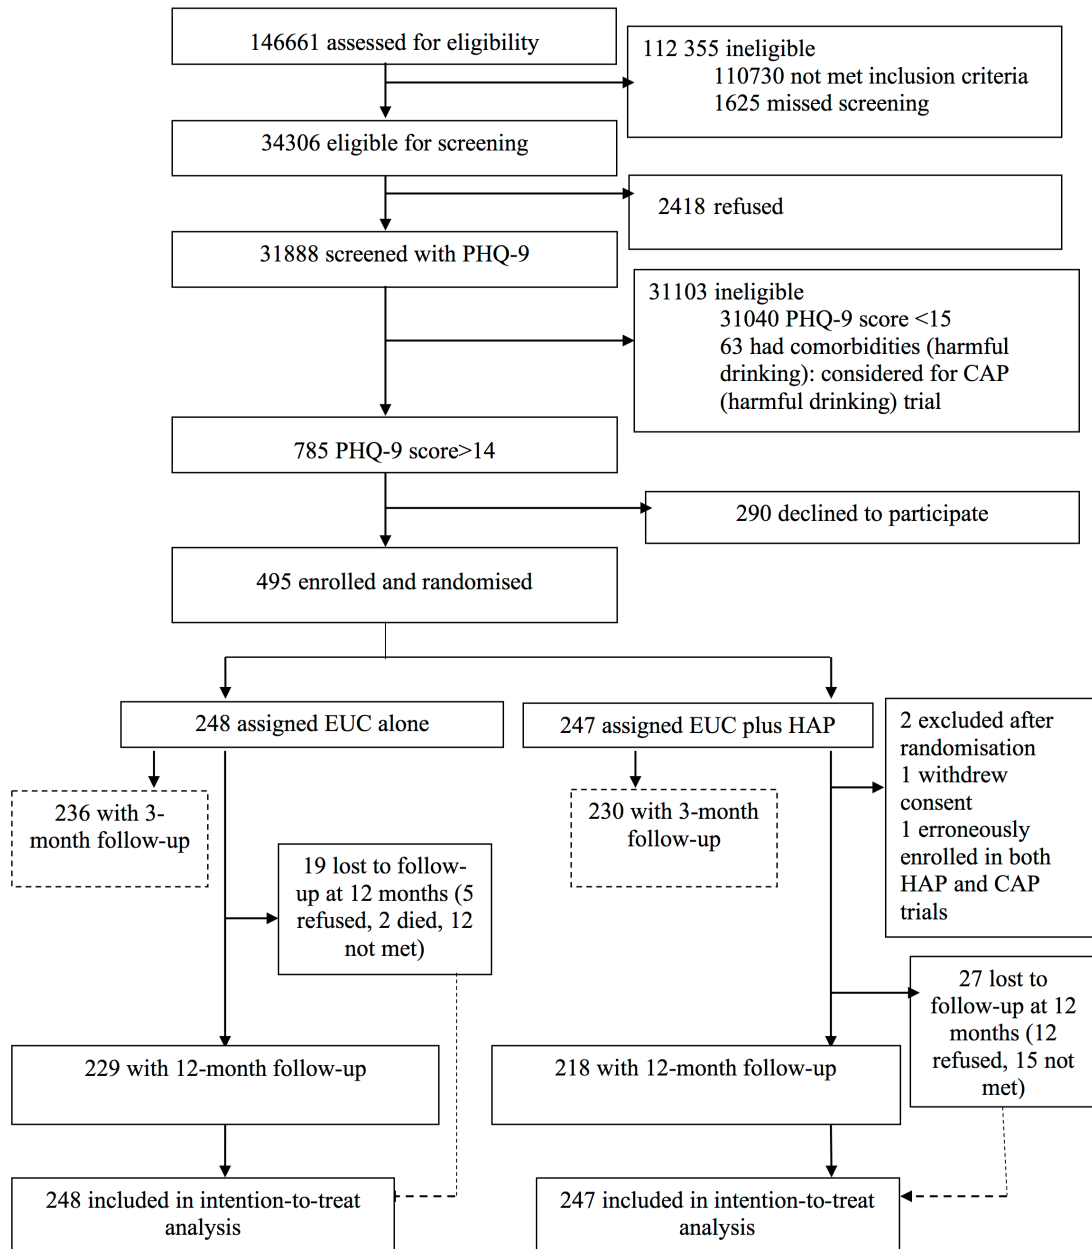 146661 assessed for eligibility
112 355 ineligible
110730 not met inclusion criteria
1625 missed screening
34306 eligible for screening
2418 refused
31888 screened with PHQ-9
31103 ineligible
31040 PHQ-9 score <15
63 had comorbidities (harmful
drinking): considered for CAP
(harmful drinking) trial
785 PHQ-9 score>14
290 declined to participate
495 enrolled and randomised
248 assigned EUC alone
247 assigned EUC plus HAP
2 excluded after
randomisation
1 withdrew
consent
1 erroneously
enrolled in both
HAP and CAP
trials
236 with 3-
month follow-up
230 with 3-month
follow-up
19 lost to follow-
up at 12 months (5
refused, 2 died, 12
not met)
27 lost to
follow-up at 12
months (12
refused, 15 not
met)
229 with 12-month follow-up
218 with 12-month follow-up
248 included in intention-to-treat
analysis
247 included in intention-to-treat
analysis